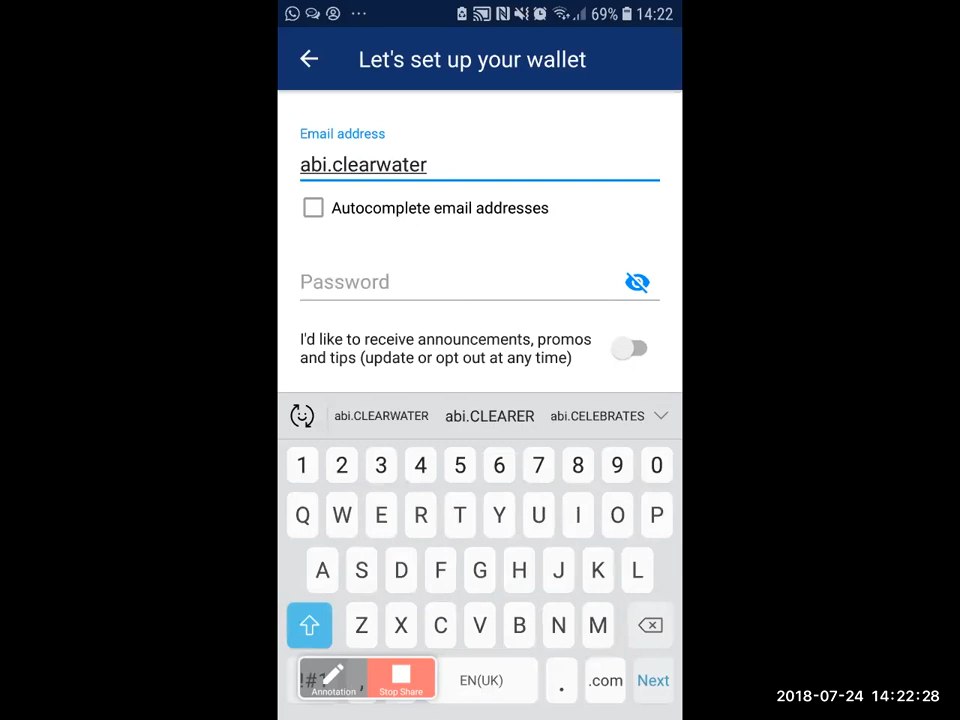 69% 14:22
Let's set up your wallet
Email address
abi.clearwater
Autocomplete email addresses
Password
I'd like to receive announcements, promos
and tips (update or opt out at any time)
abi.CLEARWATER abi.CLEARER abi.CELEBRATES
1 2 3 4 5 6 7 8 9 0
Q W E R T Y U I O P
A S D F G H J K L
Z X C V B N M
Annotation Stop Share EN(UK) . .com Next
2018-07-24 14:22:28